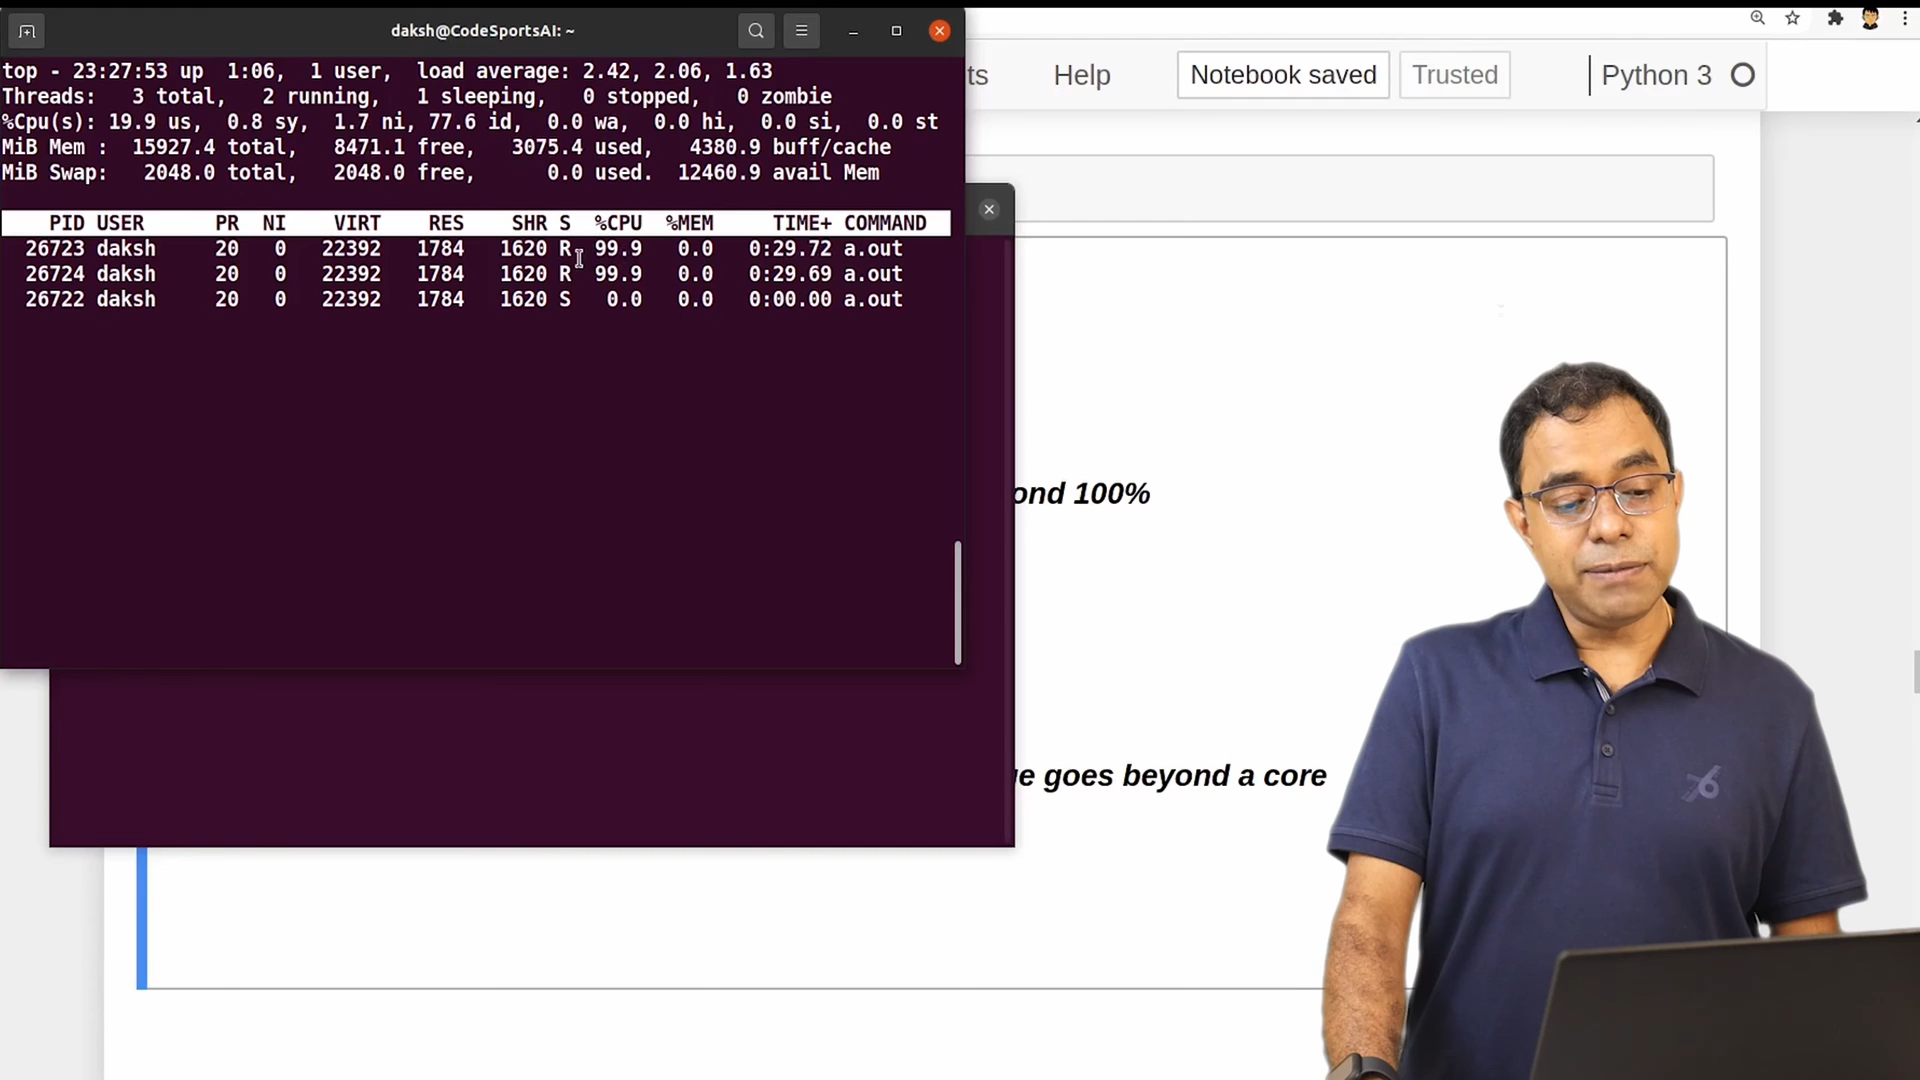 daksh@CodeSportsAI: ~
top - 23:27:53 up  1:06,  1 user,  load average: 2.42, 2.06, 1.63
Threads:   3 total,   2 running,   1 sleeping,   0 stopped,   0 zombie
%Cpu(s): 19.9 us,  0.8 sy,  1.7 ni, 77.6 id,  0.0 wa,  0.0 hi,  0.0 si,  0.0 st
MiB Mem :  15927.4 total,   8471.1 free,   3075.4 used,   4380.9 buff/cache
MiB Swap:   2048.0 total,   2048.0 free,      0.0 used.  12460.9 avail Mem
PID USER      PR  NI    VIRT    RES    SHR S  %CPU  %MEM     TIME+ COMMAND
26723 daksh     20   0   22392   1784   1620 R  99.9   0.0   0:29.72 a.out
26724 daksh     20   0   22392   1784   1620 R  99.9   0.0   0:29.69 a.out
26722 daksh     20   0   22392   1784   1620 S   0.0   0.0   0:00.00 a.out
ts Help Notebook saved Trusted Python 3
ond 100%
e goes beyond a core